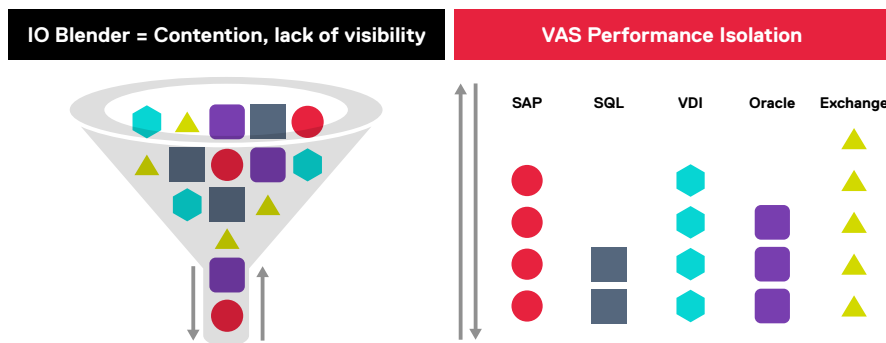 IO Blender = Contention, lack of visibility
VAS Performance Isolation
SAP SQL VDI Oracle Exchange